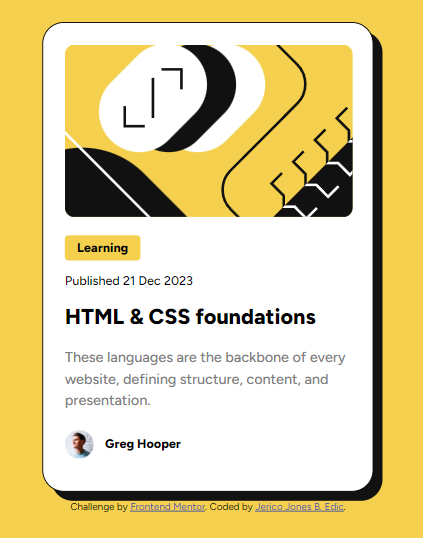 Learning
Published 21 Dec 2023
HTML & CSS foundations
These languages are the backbone of every
website, defining structure, content, and
presentation.
Greg Hooper
Challenge by Frontend Mentor. Coded by Jerico Jones B. Edic.